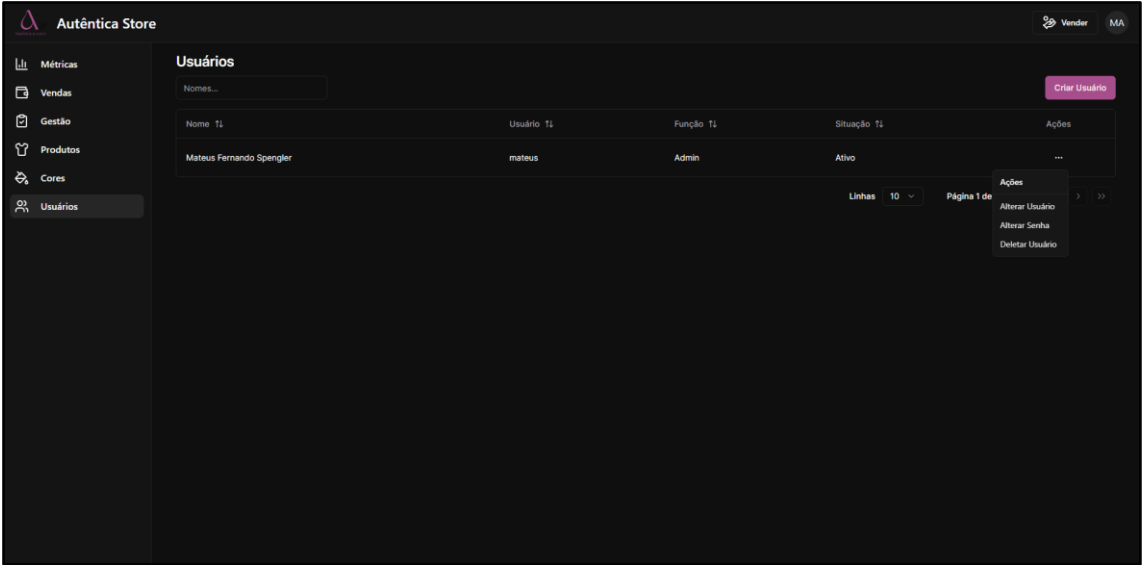 Autêntica Store
Vender
MA
Métricas
Vendas
Gestão
Produtos
Cores
Usuários
Usuários
Nomes...
Criar Usuário
Nome Usuário Função Situação Ações
Mateus Fernando Spengler mateus Admin Ativo ...
Linhas 10 Página 1 de
Ações
Alterar Usuário
Alterar Senha
Deletar Usuário